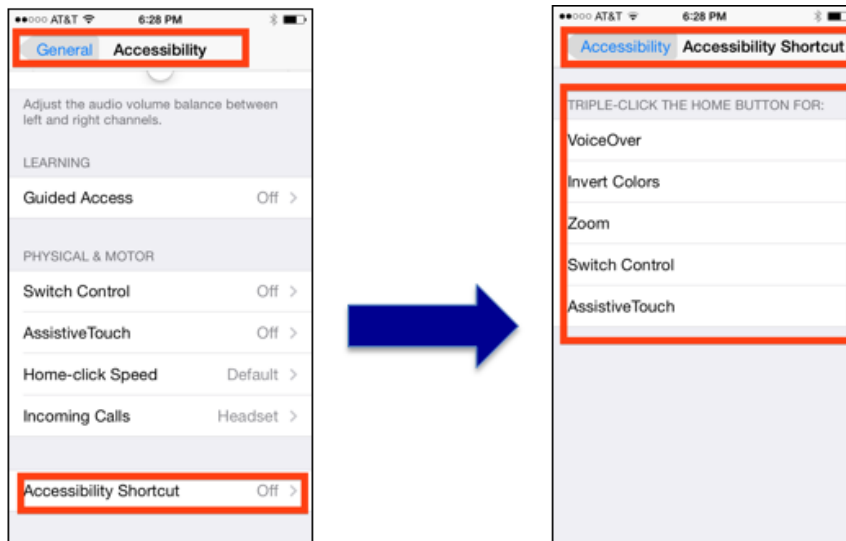 AT&T 6:28 PM
General Accessibility
Adjust the audio volume balance between
left and right channels.
LEARNING
Guided Access Off
PHYSICAL & MOTOR
Switch Control Off
AssistiveTouch Off
Home-click Speed Default
Incoming Calls Headset
Accessibility Shortcut Off
AT&T 6:28 PM
Accessibility Accessibility Shortcut
TRIPLE-CLICK THE HOME BUTTON FOR:
VoiceOver
Invert Colors
Zoom
Switch Control
AssistiveTouch